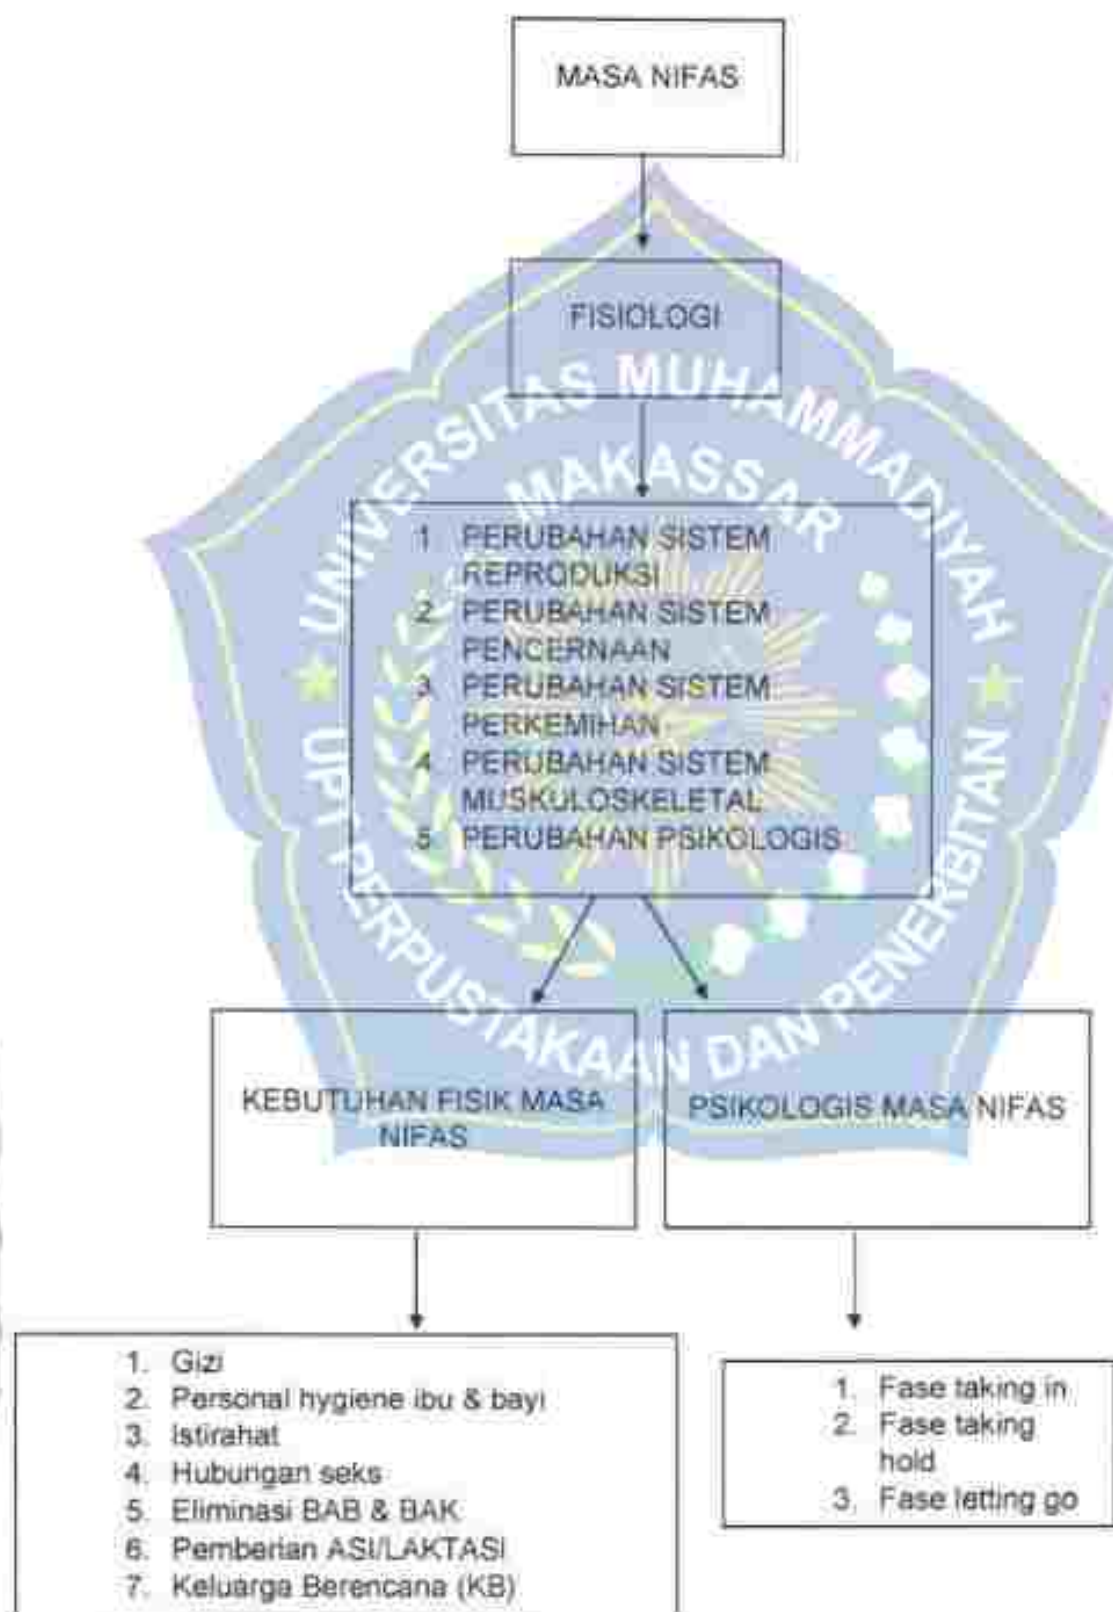 MASA NIFAS
FISIOLOGI
UNIVERSITAS MUHAMMADIYAH
MAKASSAR
1 PERUBAHAN SISTEM
REPRODUKSI
2 PERUBAHAN SISTEM
PENCERNAAN
3 PERUBAHAN SISTEM
PERKEMIHAN
4. PERUBAHAN SISTEM
MUSKULOSKELETAL
5 PERUBAHAN PSIKOLOGIS
UPT PERPUSTAKAAN DAN PENERBITAN
KEBUTUHAN FISIK MASA
NIFAS
PSIKOLOGIS MASA NIFAS
1. Gizi
2. Personal hygiene ibu & bayi
3. Istirahat
4. Hubungan seks
5. Eliminasi BAB & BAK
6. Pemberian ASI/LAKTASI
7. Keluarga Berencana (KB)
1. Fase taking in
2. Fase taking
hold
3. Fase letting go